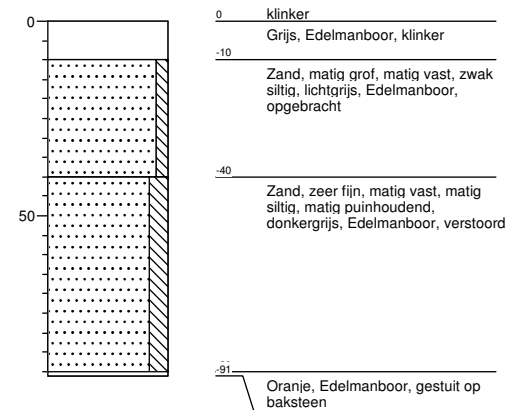 0
klinker
Grijs, Edelmanboor, klinker
-10
Zand, matig grof, matig vast, zwak
siltig, lichtgrijs, Edelmanboor,
opgebracht
-40
Zand, zeer fijn, matig vast, matig
siltig, matig puinhoudend,
donkergrijs, Edelmanboor, verstoord
-91
Oranje, Edelmanboor, gestuit op
baksteen
0
50